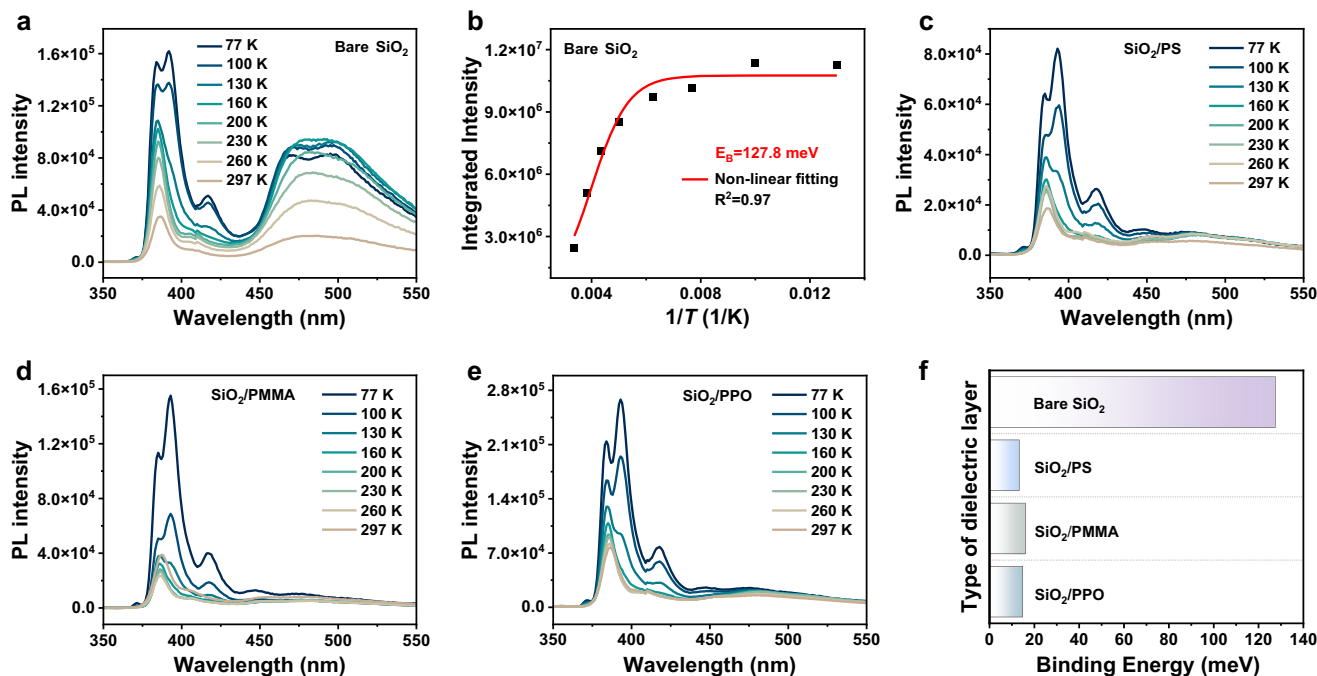 a
Bare SiO₂
PL intensity
1.6×10⁵
1.2×10⁵
8.0×10⁴
4.0×10⁴
0.0
77 K
100 K
130 K
160 K
200 K
230 K
260 K
297 K
350 400 450 500 550
Wavelength (nm)
b
Bare SiO₂
Integrated Intensity
1.2×10⁷
9.0×10⁶
6.0×10⁶
3.0×10⁶
E_B=127.8 meV
Non-linear fitting
R²=0.97
0.004 0.008 0.012
1/T (1/K)
c
SiO₂/PS
PL intensity
8.0×10⁴
6.0×10⁴
4.0×10⁴
2.0×10⁴
0.0
77 K
100 K
130 K
160 K
200 K
230 K
260 K
297 K
350 400 450 500 550
Wavelength (nm)
d
SiO₂/PMMA
PL intensity
1.6×10⁵
1.2×10⁵
8.0×10⁴
4.0×10⁴
0.0
77 K
100 K
130 K
160 K
200 K
230 K
260 K
297 K
350 400 450 500 550
Wavelength (nm)
e
SiO₂/PPO
PL intensity
2.8×10⁵
2.1×10⁵
1.4×10⁵
7.0×10⁴
0.0
77 K
100 K
130 K
160 K
200 K
230 K
260 K
297 K
350 400 450 500 550
Wavelength (nm)
f
Type of dielectric layer
Bare SiO₂
SiO₂/PS
SiO₂/PMMA
SiO₂/PPO
0 20 40 60 80 100 120 140
Binding Energy (meV)